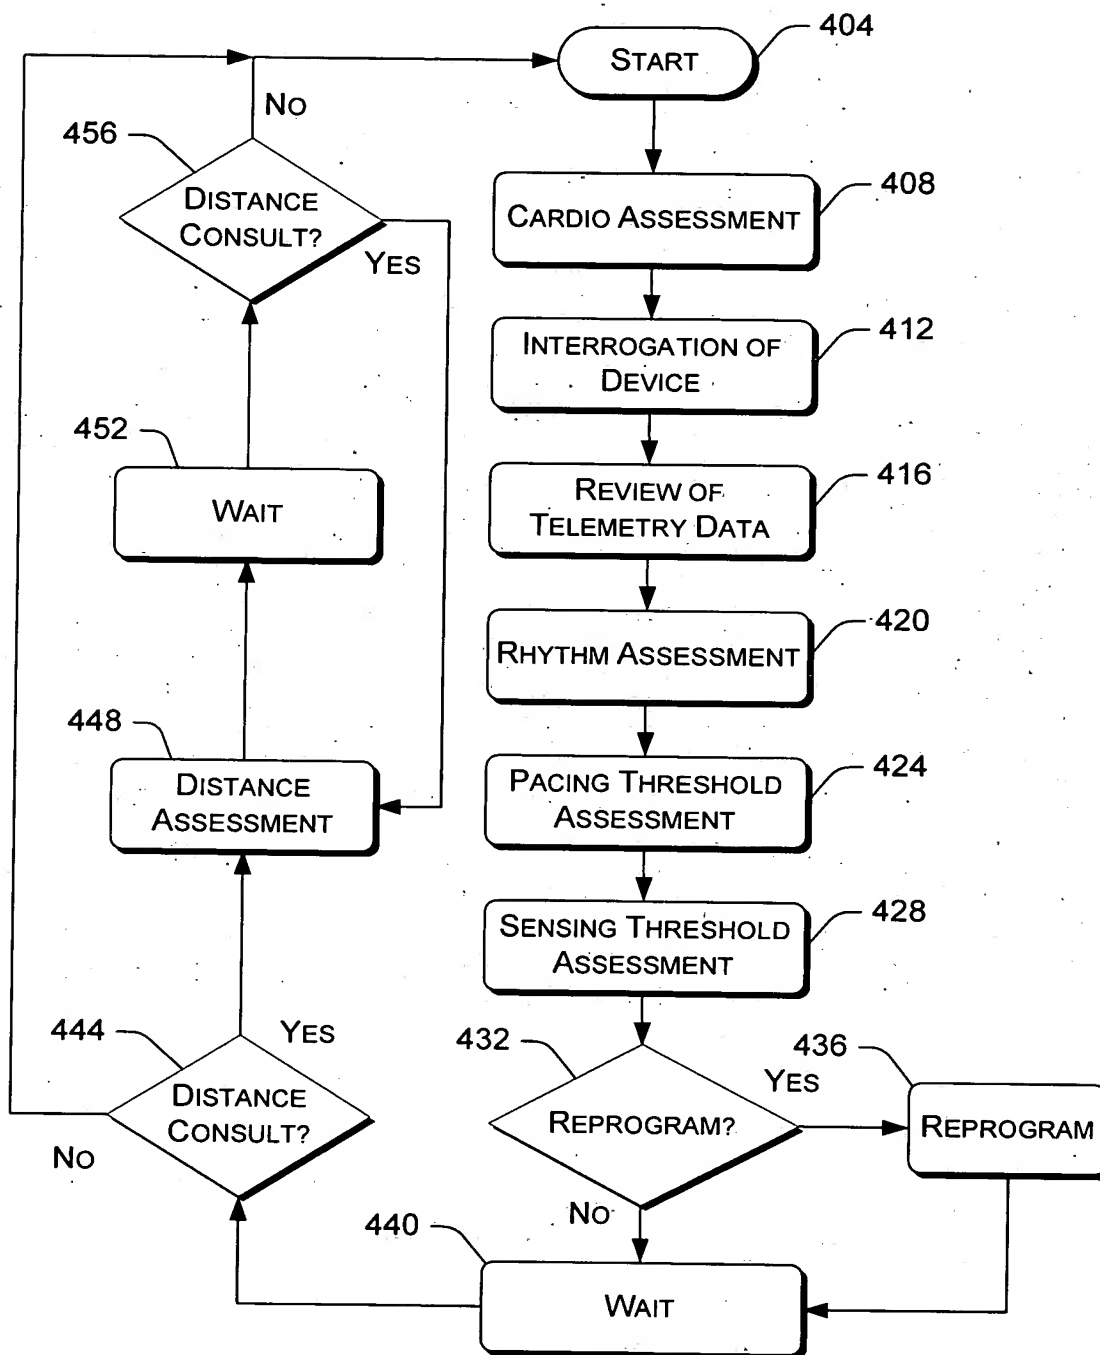 START
404
CARDIO ASSESSMENT
408
INTERROGATION OF
DEVICE
412
REVIEW OF
TELEMETRY DATA
416
RHYTHM ASSESSMENT
420
PACING THRESHOLD
ASSESSMENT
424
SENSING THRESHOLD
ASSESSMENT
428
432
REPROGRAM?
YES
NO
436
REPROGRAM
440
WAIT
444
DISTANCE
CONSULT?
YES
NO
448
DISTANCE
ASSESSMENT
452
WAIT
456
DISTANCE
CONSULT?
YES
NO